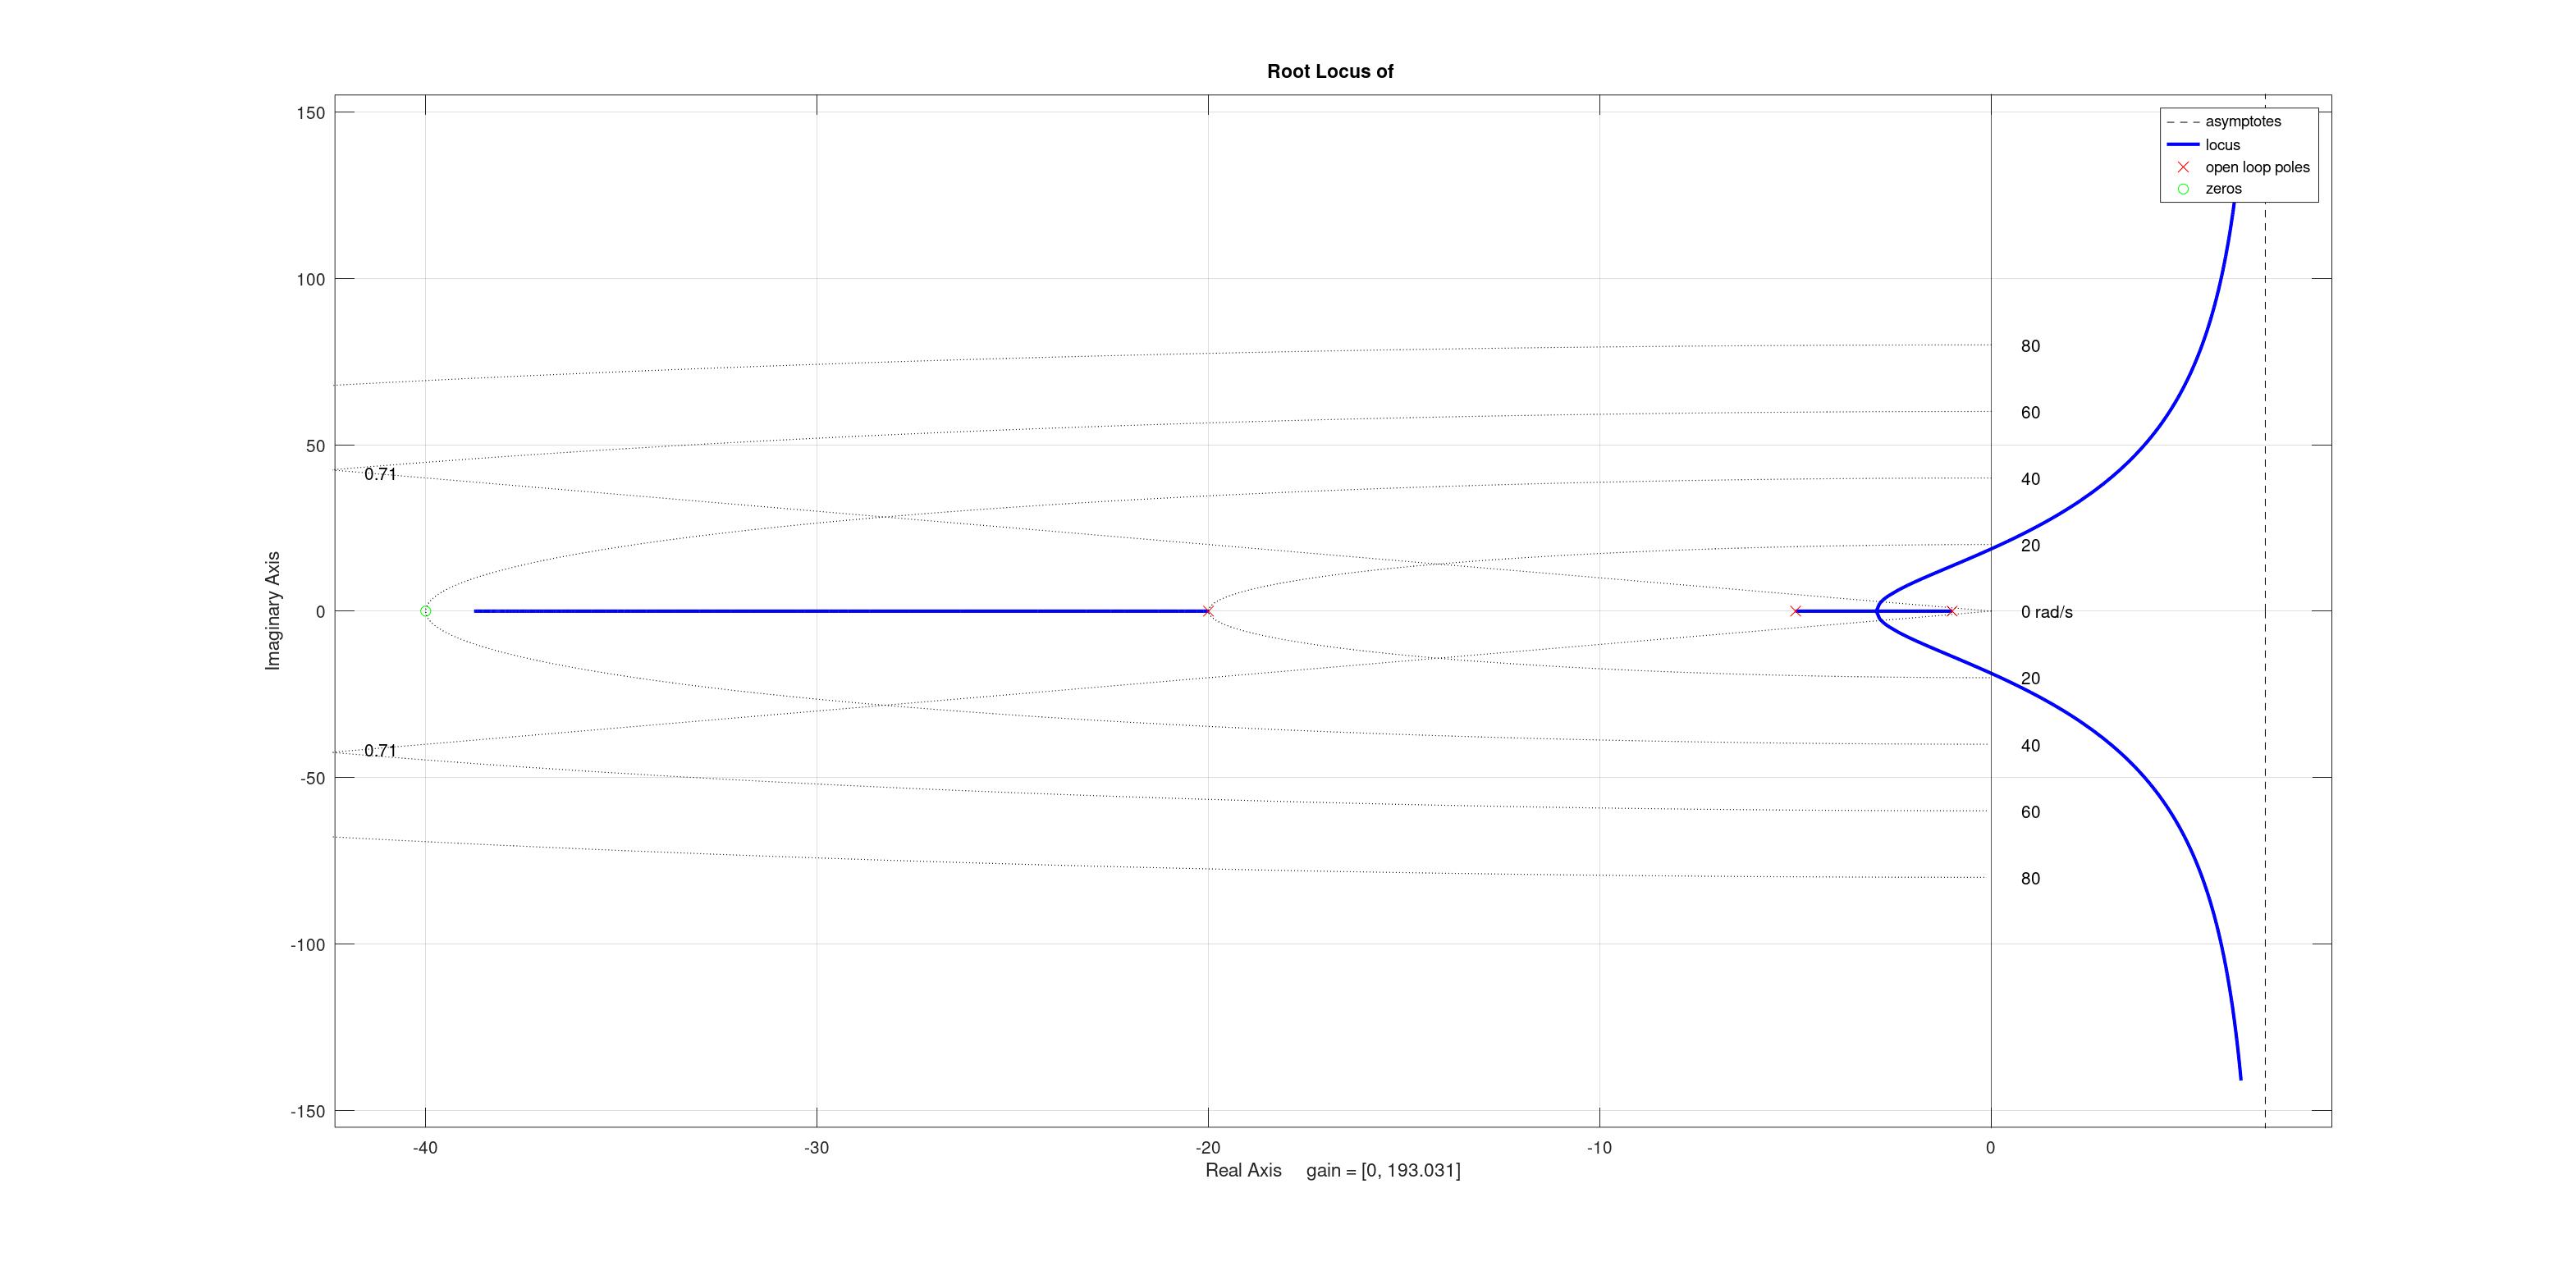 Root Locus of
150
100
50
0
-50
-100
-150
Imaginary Axis
asymptotes
locus
open loop poles
zeros
80
60
0.71
40
20
0 rad/s
20
0.71
40
60
80
-40
-30
-20
-10
0
Real Axis gain = [0, 193.031]